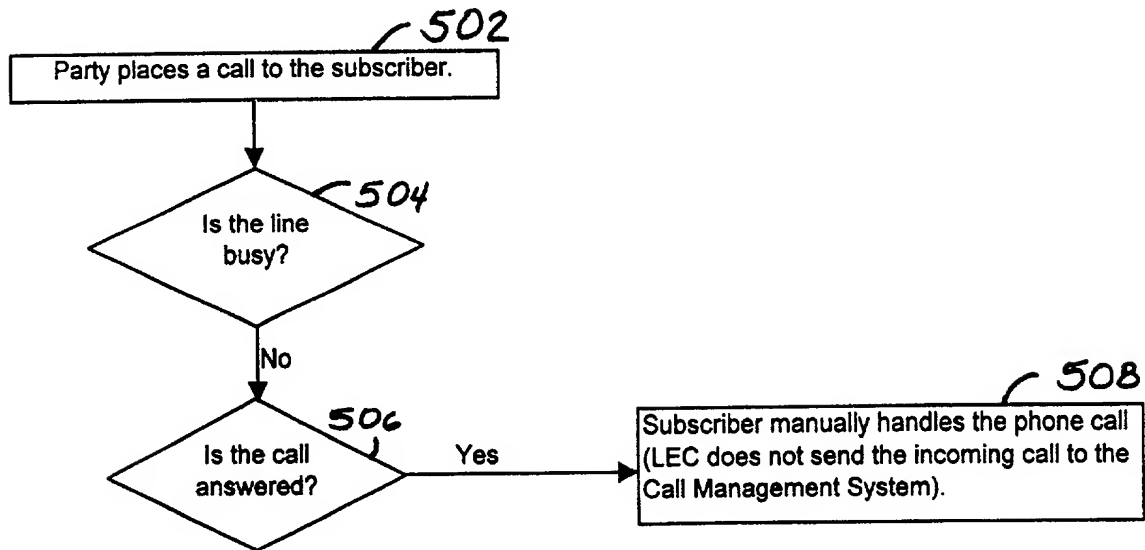 502
Party places a call to the subscriber.
504
Is the line
busy?
No
506
Is the call
answered?
Yes
508
Subscriber manually handles the phone call
(LEC does not send the incoming call to the
Call Management System).